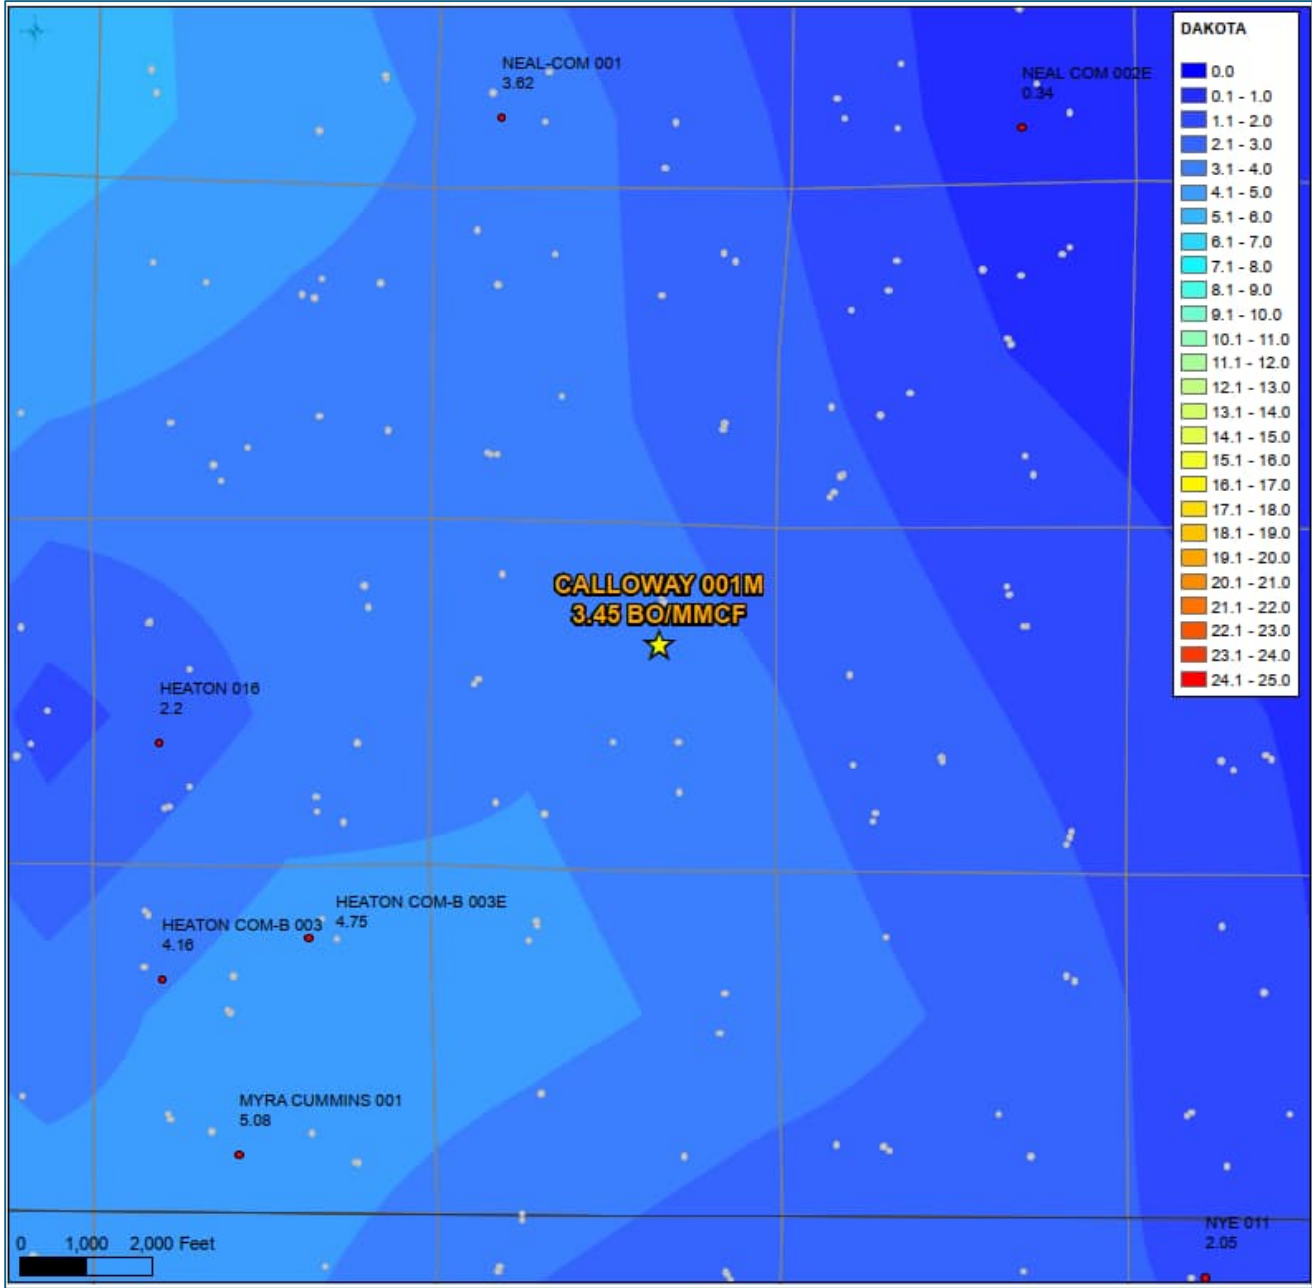 DAKOTA
0.0
0.1 - 1.0
1.1 - 2.0
2.1 - 3.0
3.1 - 4.0
4.1 - 5.0
5.1 - 6.0
6.1 - 7.0
7.1 - 8.0
8.1 - 9.0
9.1 - 10.0
10.1 - 11.0
11.1 - 12.0
12.1 - 13.0
13.1 - 14.0
14.1 - 15.0
15.1 - 16.0
16.1 - 17.0
17.1 - 18.0
18.1 - 19.0
19.1 - 20.0
20.1 - 21.0
21.1 - 22.0
22.1 - 23.0
23.1 - 24.0
24.1 - 25.0
NEAL-COM 001
3.62
NEAL COM 002E
0.34
CALLOWAY 001M
3.45 BO/MMCF
HEATON 016
2.2
HEATON COM-B 003E
4.75
HEATON COM-B 003
4.16
MYRA CUMMINS 001
5.08
NYE 011
2.05
0 1,000 2,000 Feet